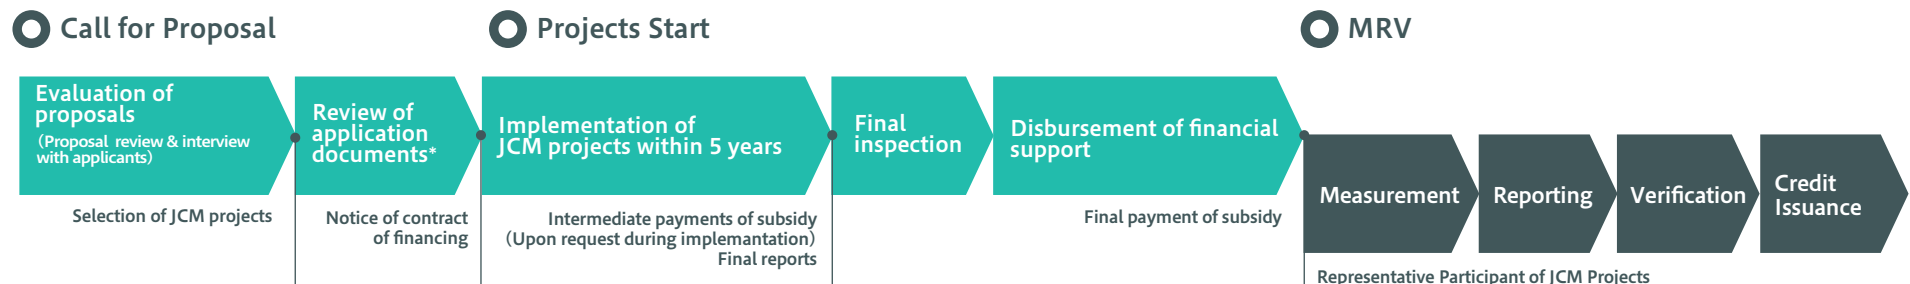 Call for Proposal
Projects Start
MRV
Evaluation of
proposals
（Proposal review & interview
with applicants）
Review of
application
documents*
Implementation of
JCM projects within 5 years
Final
inspection
Disbursement of financial
support
Measurement
Reporting
Verification
Credit
Issuance
Selection of JCM projects
Notice of contract
of financing
Intermediate payments of subsidy
（Upon request during implemantation）
Final reports
Final payment of subsidy
Representative Participant of JCM Projects